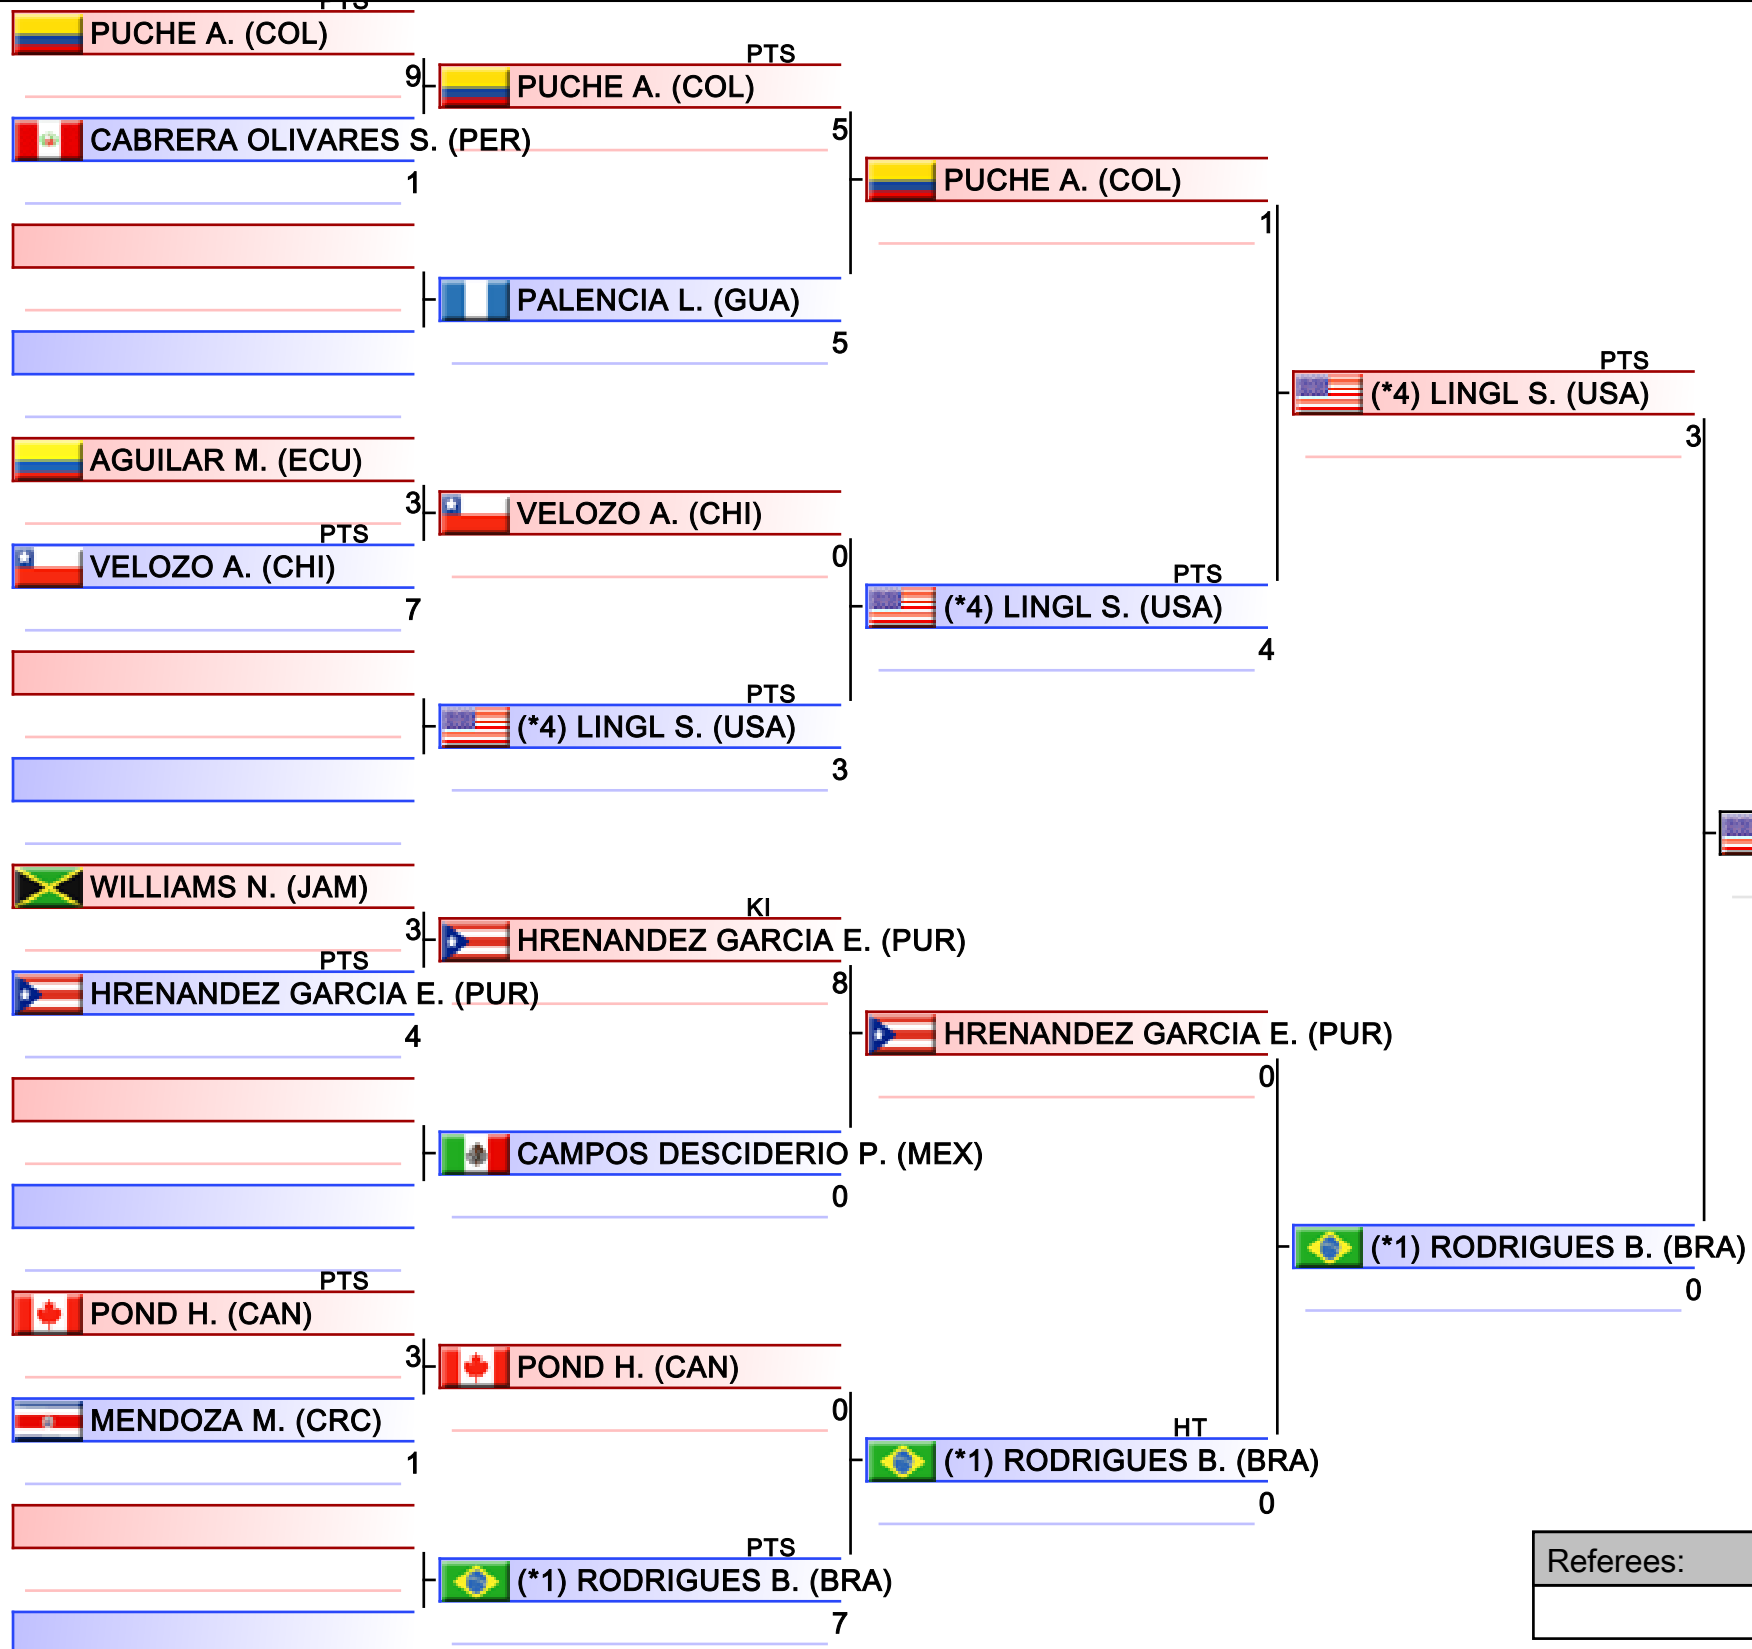 PTS
PUCHE A. (COL)
9
CABRERA OLIVARES S. (PER)
1
AGUILAR M. (ECU)
3
PTS
VELOZO A. (CHI)
7
WILLIAMS N. (JAM)
3
PTS
HRENANDEZ GARCIA E. (PUR)
4
PTS
POND H. (CAN)
3
MENDOZA M. (CRC)
1
PTS
PUCHE A. (COL)
5
PALENCIA L. (GUA)
5
VELOZO A. (CHI)
0
PTS
(*4) LINGL S. (USA)
3
KI
HRENANDEZ GARCIA E. (PUR)
8
CAMPOS DESCIDERIO P. (MEX)
0
POND H. (CAN)
0
PTS
(*1) RODRIGUES B. (BRA)
7
PUCHE A. (COL)
1
PTS
(*4) LINGL S. (USA)
4
HRENANDEZ GARCIA E. (PUR)
0
HT
(*1) RODRIGUES B. (BRA)
0
PTS
(*4) LINGL S. (USA)
3
(*1) RODRIGUES B. (BRA)
0
Referees: